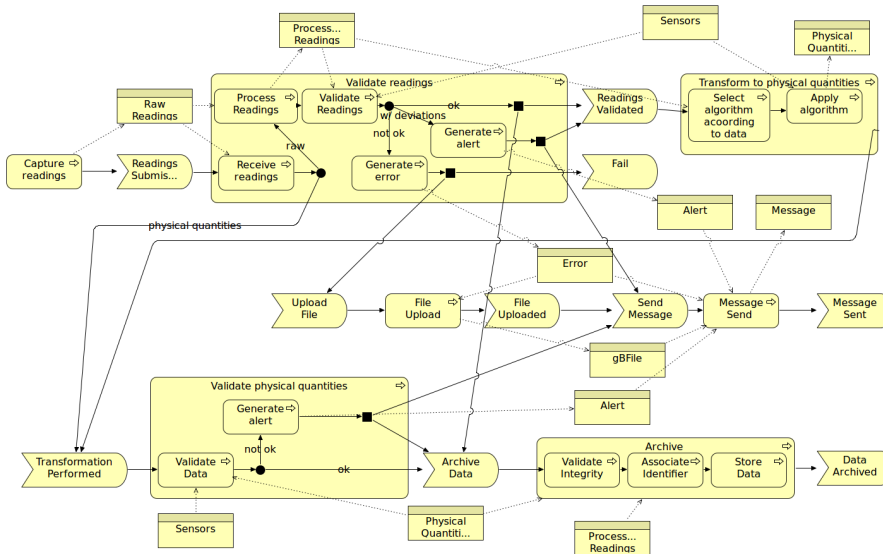 Sensors
Process...
Readings
Physical
Quantiti...
Validate readings
Transform to physical quantities
Raw
Readings
Process
Readings
Validate
Readings
ok
w/ deviations
not ok
Readings
Validated
Select
algorithm
acoording
to data
Apply
algorithm
Generate
alert
raw
Capture
readings
Readings
Submis...
Receive
readings
Generate
error
Fail
Alert
Message
physical quantities
Error
Upload
File
File
Upload
File
Uploaded
Send
Message
Message
Send
Message
Sent
gBFile
Validate physical quantities
Generate
alert
Alert
not ok
Archive
Transformation
Performed
Validate
Data
ok
Archive
Data
Validate
Integrity
Associate
Identifier
Store
Data
Data
Archived
Sensors
Physical
Quantiti...
Process...
Readings